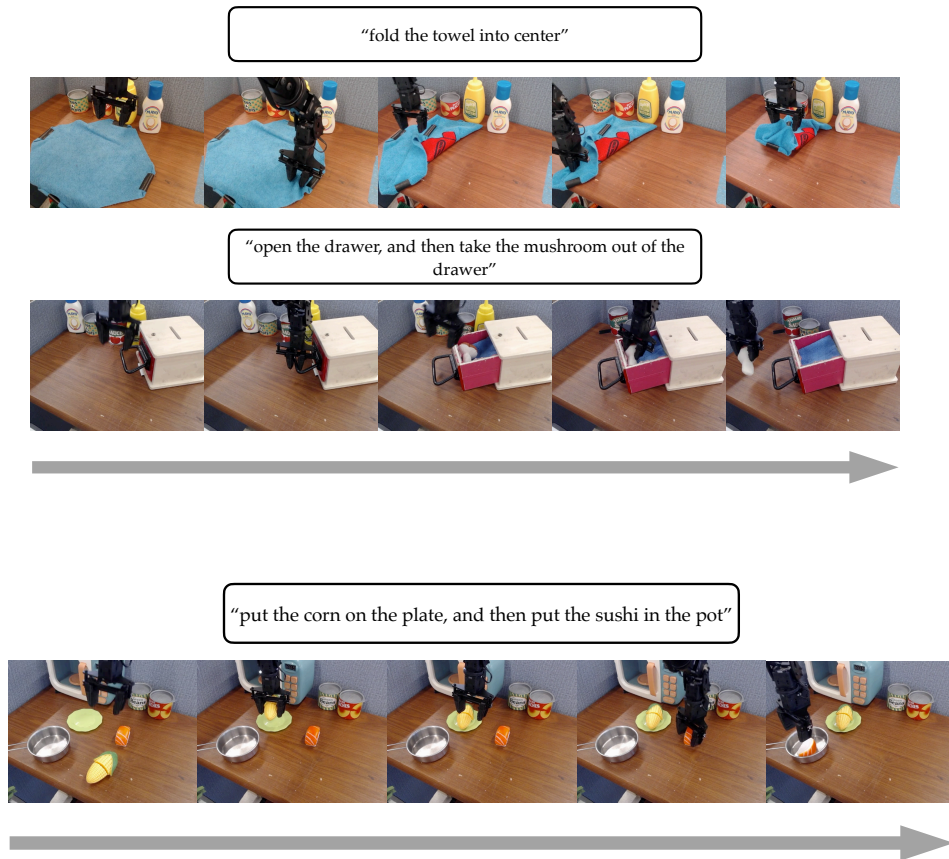 “fold the towel into center”
“open the drawer, and then take the mushroom out of the
drawer”
“put the corn on the plate, and then put the sushi in the pot”